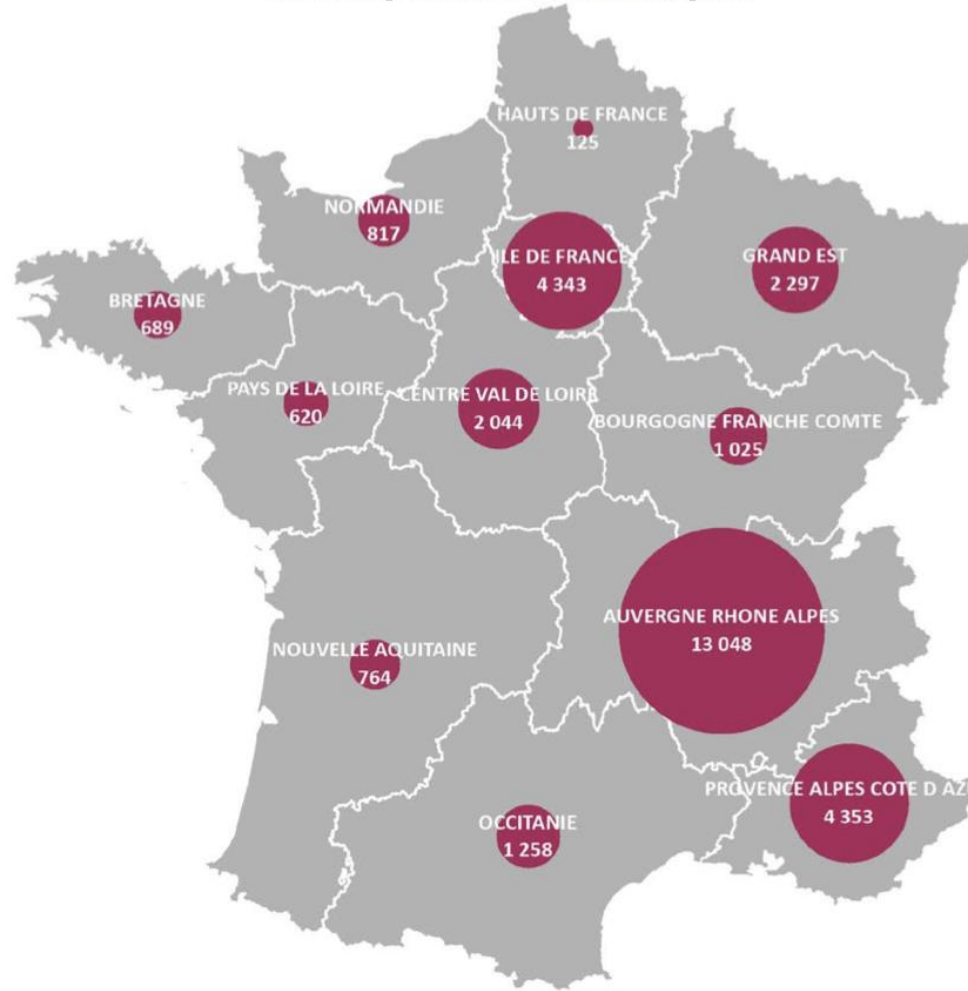 HAUTS DE FRANCE
125
NORMANDIE
817
ILE DE FRANCE
4 343
GRAND EST
2 297
BRETAGNE
689
PAYS DE LA LOIRE
620
CENTRE VAL DE LOIRE
2 044
BOURGOGNE FRANCHE COMTE
1 025
AUVERGNE RHONE ALPES
13 048
NOUVELLE AQUITAINE
764
PROVENCE ALPES COTE D AZ
4 353
OCCITANIE
1 258